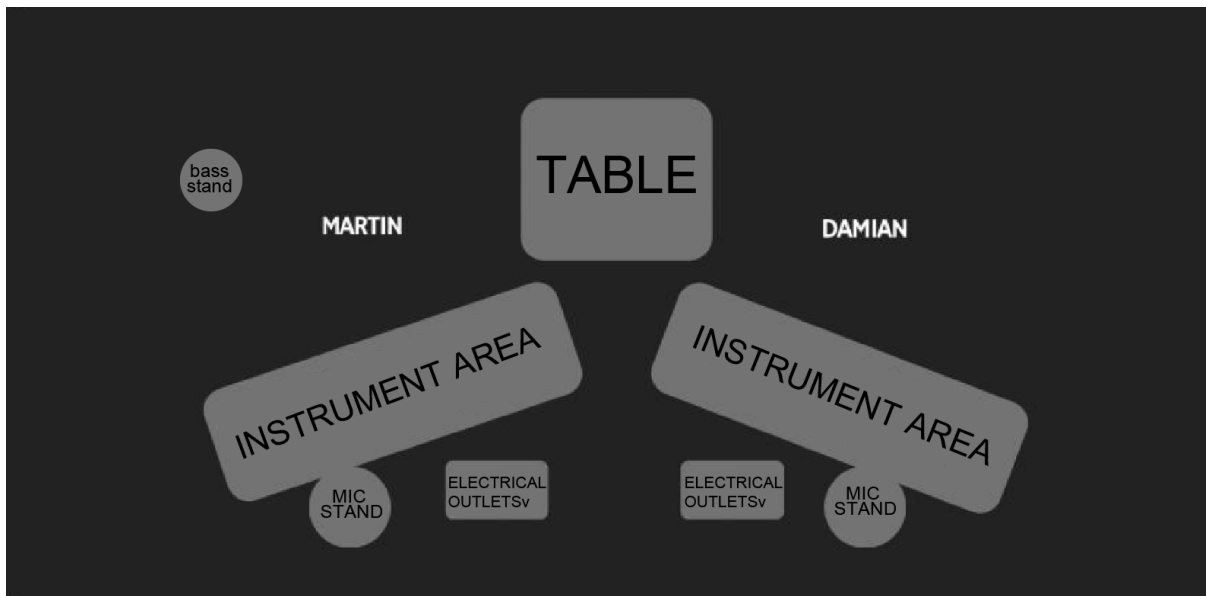 TABLE
bass
stand
MARTIN
DAMIAN
INSTRUMENT AREA
INSTRUMENT AREA
MIC
STAND
ELECTRICAL
OUTLETSv
ELECTRICAL
OUTLETSv
MIC
STAND